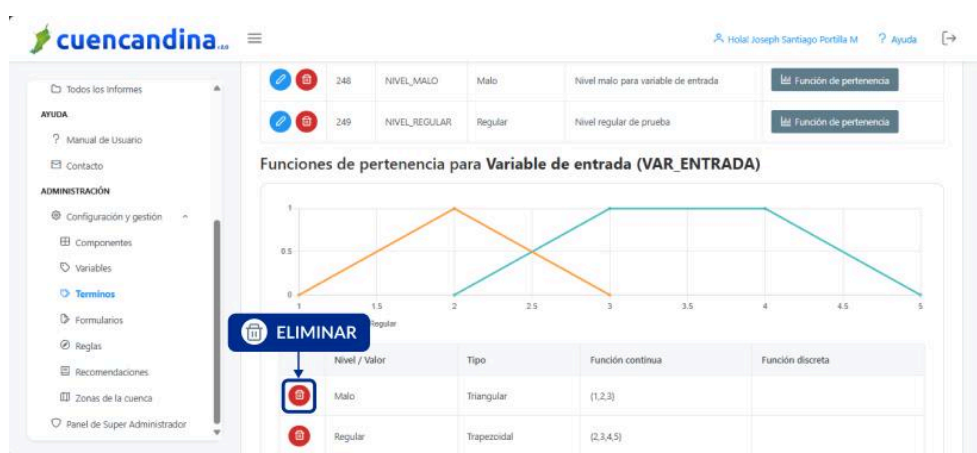 cuencandina v.2.0
Hola! Joseph Santiago Portilla M
? Ayuda
Todos los Informes
AYUDA
? Manual de Usuario
Contacto
ADMINISTRACIÓN
Configuración y gestión
Componentes
Variables
Terminos
Formularios
Reglas
Recomendaciones
Zonas de la cuenca
Panel de Super Administrador
248 NIVEL_MALO Malo Nivel malo para variable de entrada Función de pertenencia
249 NIVEL_REGULAR Regular Nivel regular de prueba Función de pertenencia
Funciones de pertenencia para Variable de entrada (VAR_ENTRADA)
1
0.5
0
1 1.5 2 2.5 3 3.5 4 4.5 5
Regular
ELIMINAR
Nivel / Valor Tipo Función continua Función discreta
Malo Triangular (1,2,3)
Regular Trapezoidal (2,3,4,5)